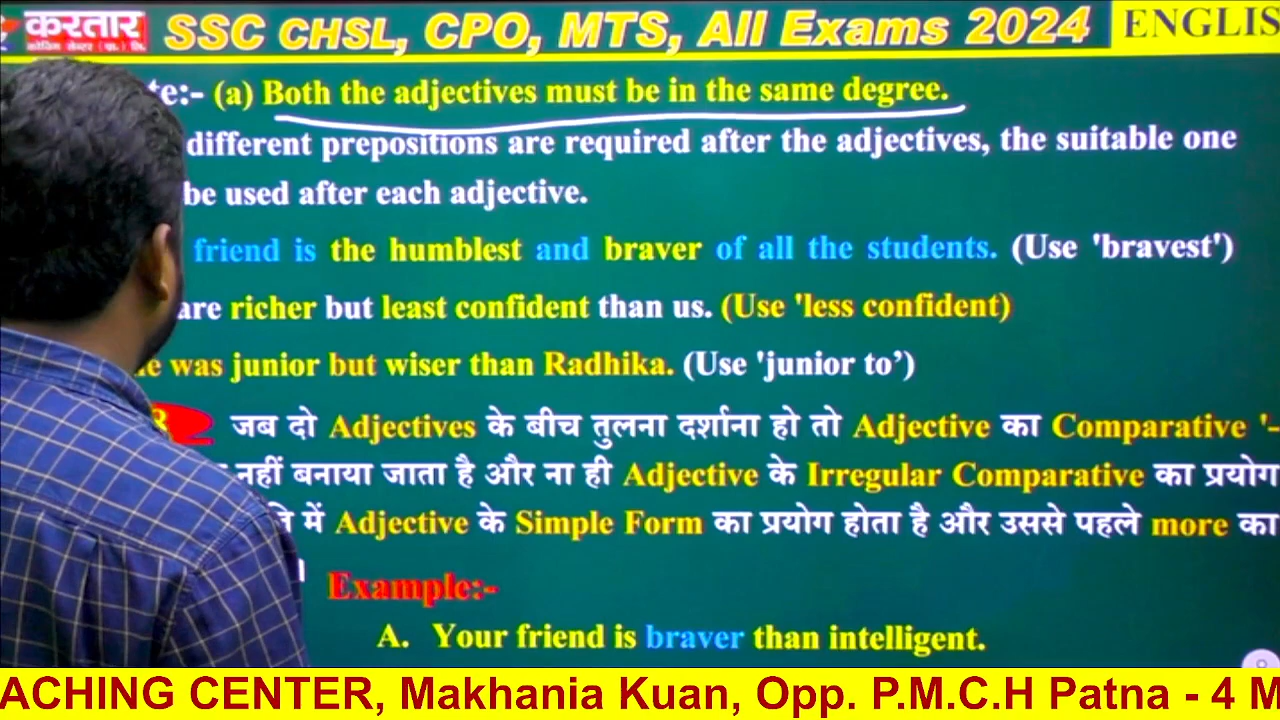 करतार
SSC CHSL, CPO, MTS, All Exams 2024
ENGLIS
te:- (a) Both the adjectives must be in the same degree.
different prepositions are required after the adjectives, the suitable one
be used after each adjective.
friend is the humblest and braver of all the students. (Use 'bravest')
are richer but least confident than us. (Use 'less confident)
e was junior but wiser than Radhika. (Use 'junior to')
8 जब दो Adjectives के बीच तुलना दर्शाना हो तो Adjective का Comparative '-
नहीं बनाया जाता है और ना ही Adjective के Irregular Comparative का प्रयोग
में Adjective के Simple Form का प्रयोग होता है और उससे पहले more का
Example:-
A. Your friend is braver than intelligent.
ACHING CENTER, Makhania Kuan, Opp. P.M.C.H Patna - 4 M